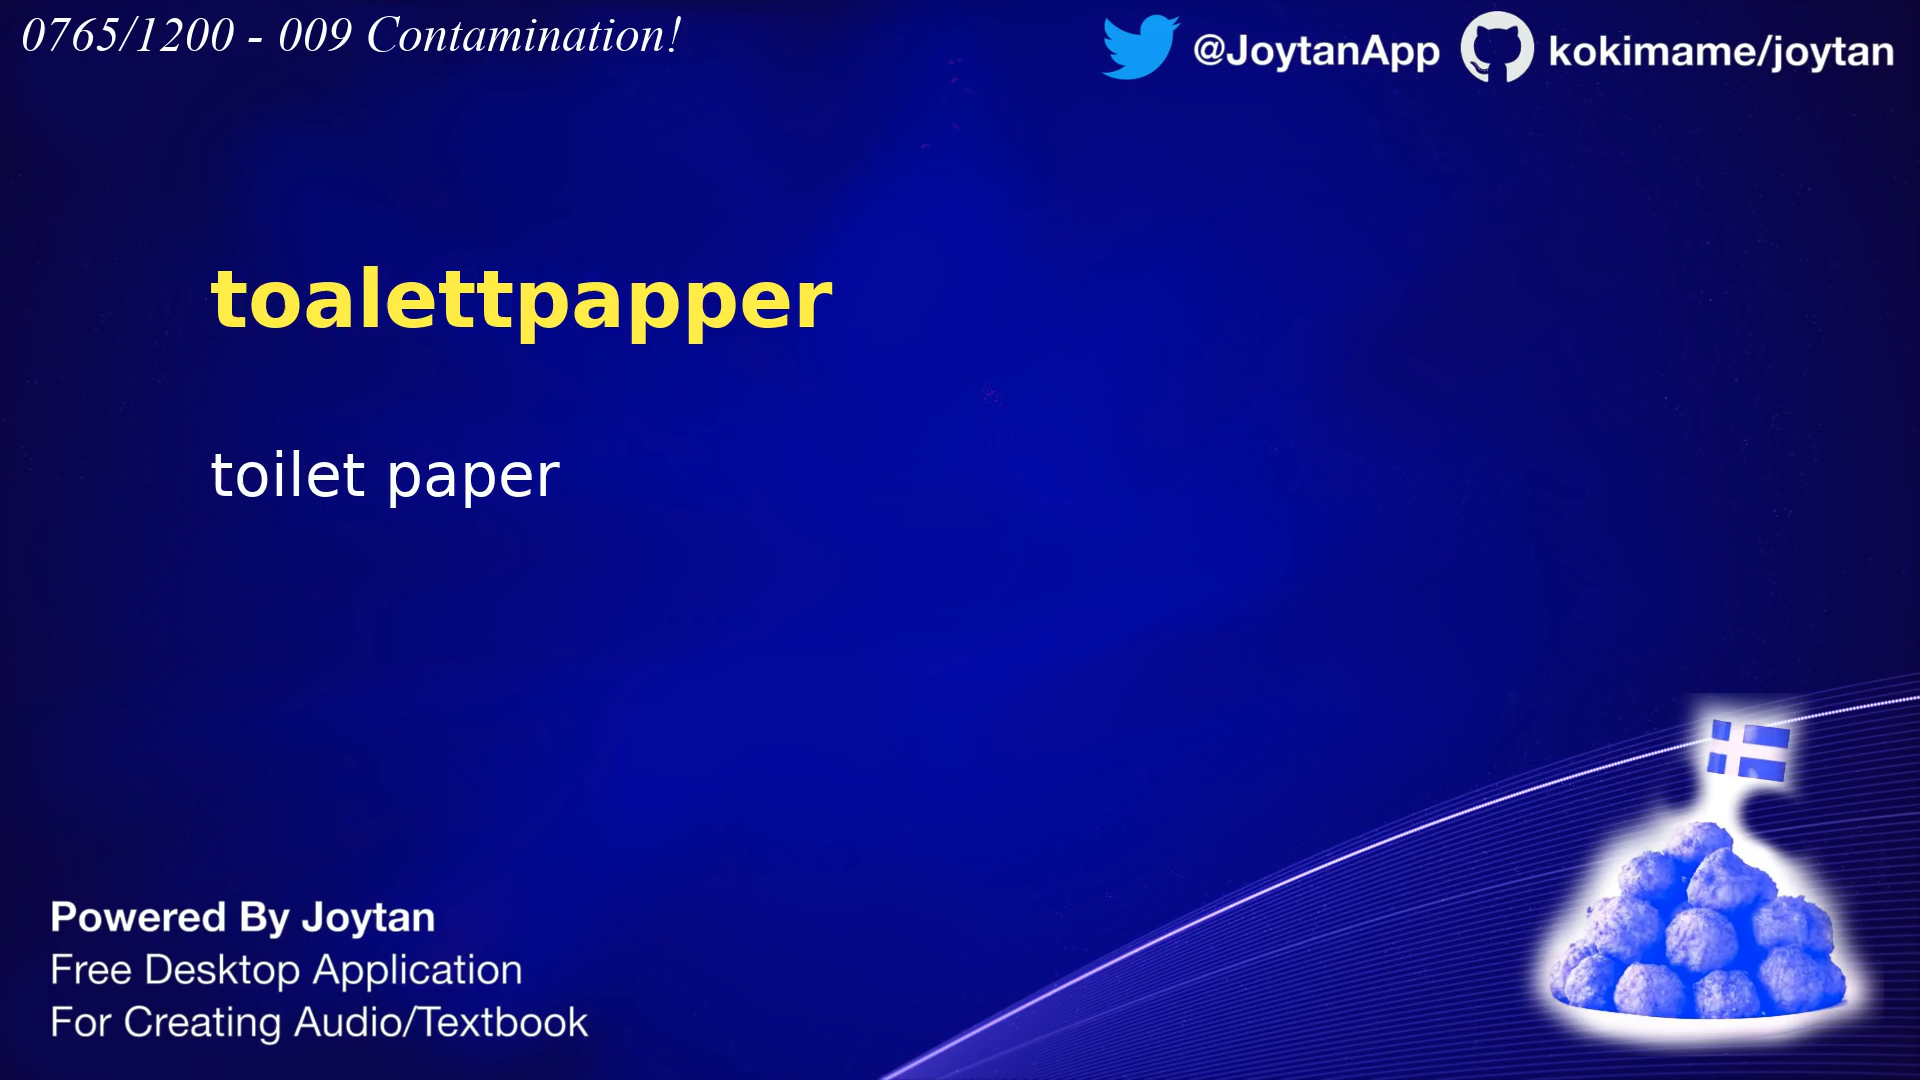 0765/1200 - 009 Contamination!
@JoytanApp
kokimame/joytan
toalettpapper
toilet paper
Powered By Joytan
Free Desktop Application
For Creating Audio/Textbook